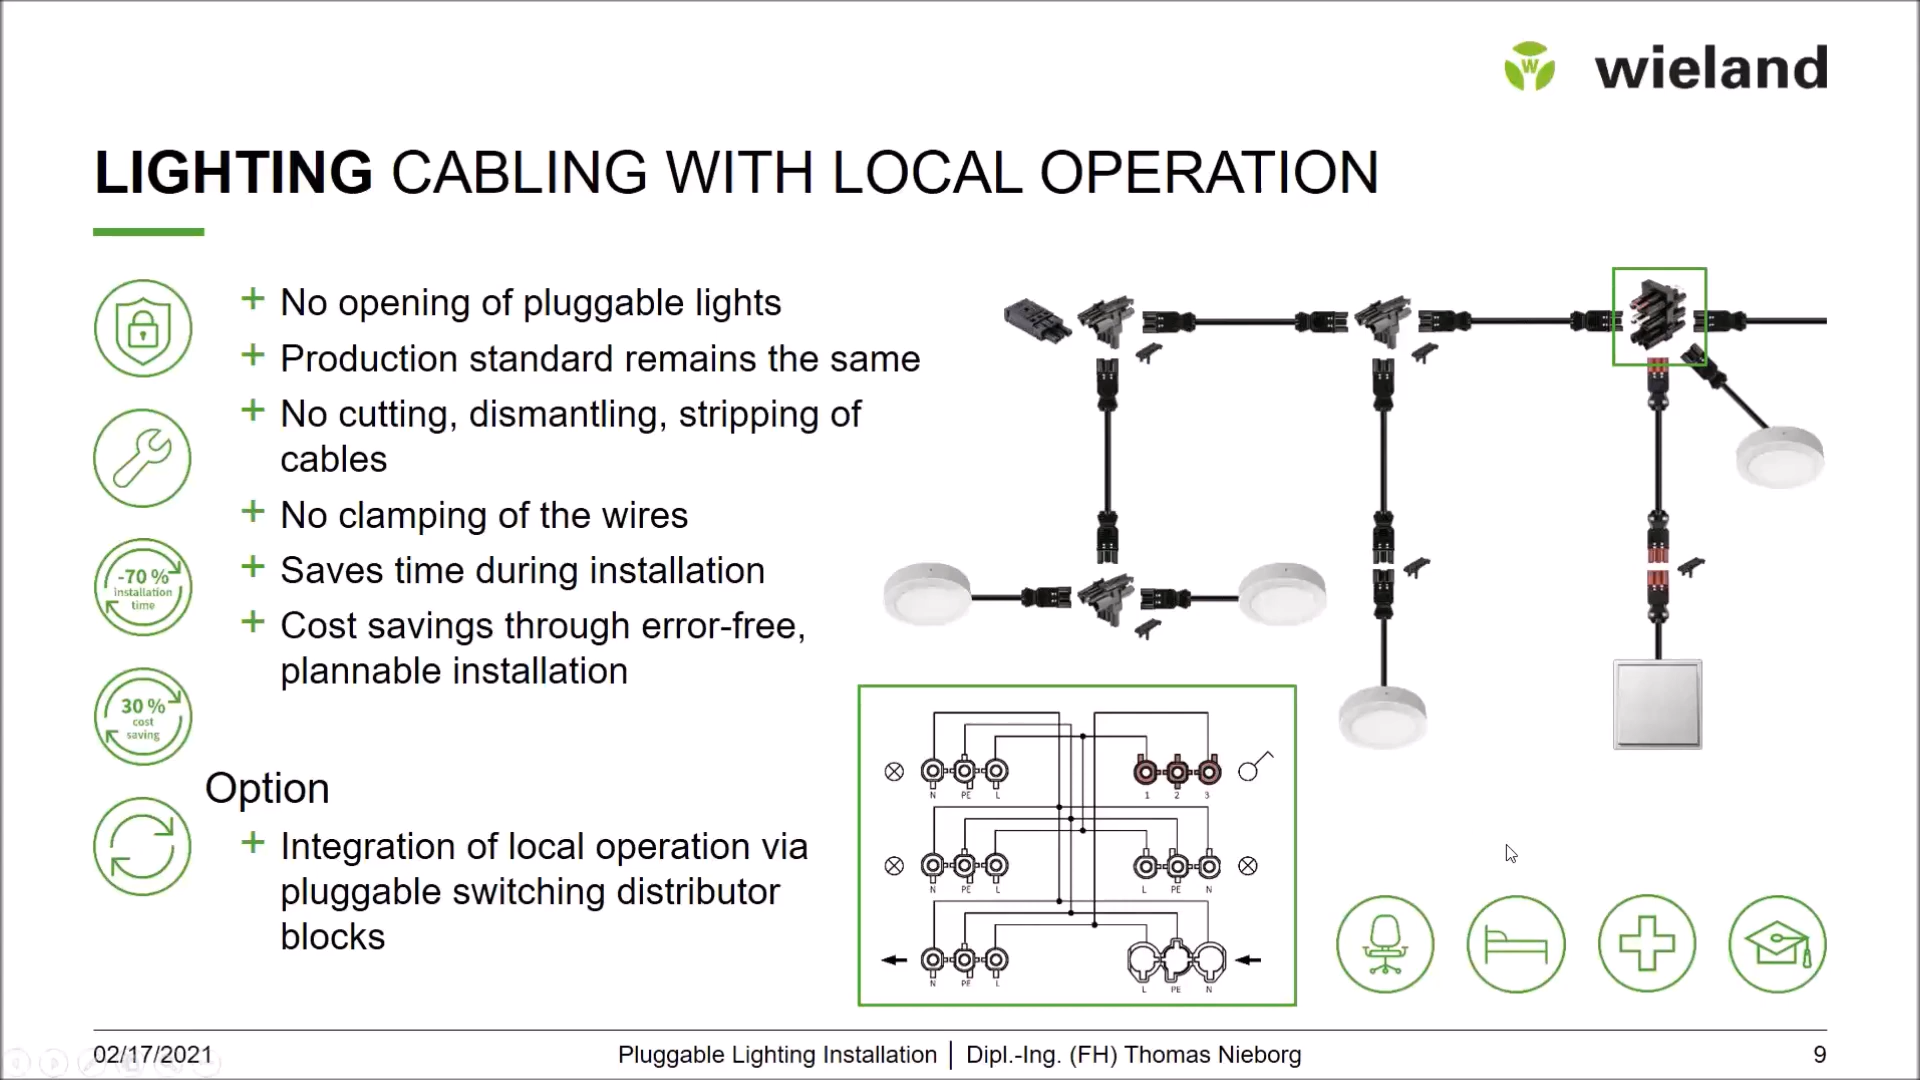 wieland
LIGHTING CABLING WITH LOCAL OPERATION
+ No opening of pluggable lights
+ Production standard remains the same
+ No cutting, dismantling, stripping of
cables
+ No clamping of the wires
+ Saves time during installation
+ Cost savings through error-free,
plannable installation
-70 %
installation
time
30 %
cost
saving
Option
+ Integration of local operation via
pluggable switching distributor
blocks
N PE L 1 2 3
N PE L L PE N
N PE L L PE N
02/17/2021
Pluggable Lighting Installation | Dipl.-Ing. (FH) Thomas Nieborg
9